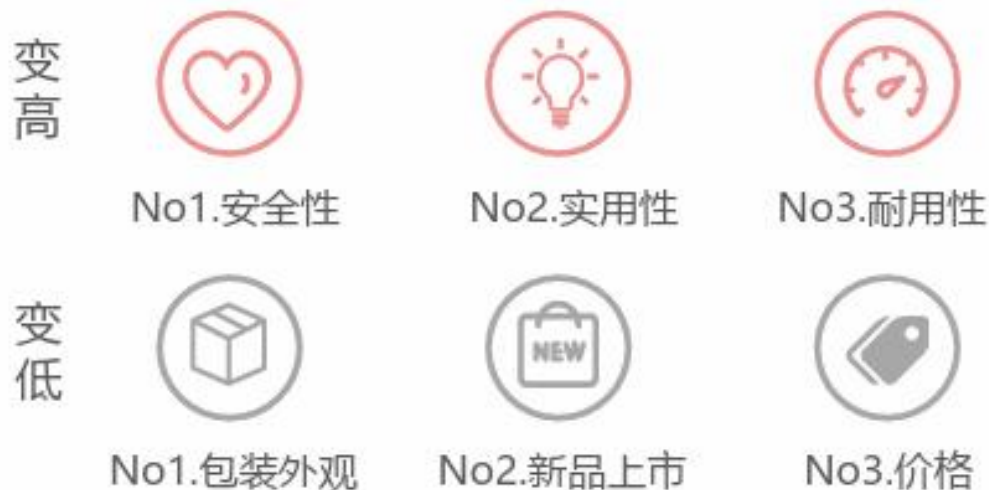 变高
No1.安全性
No2.实用性
No3.耐用性
变低
NEW
No1.包装外观
No2.新品上市
No3.价格